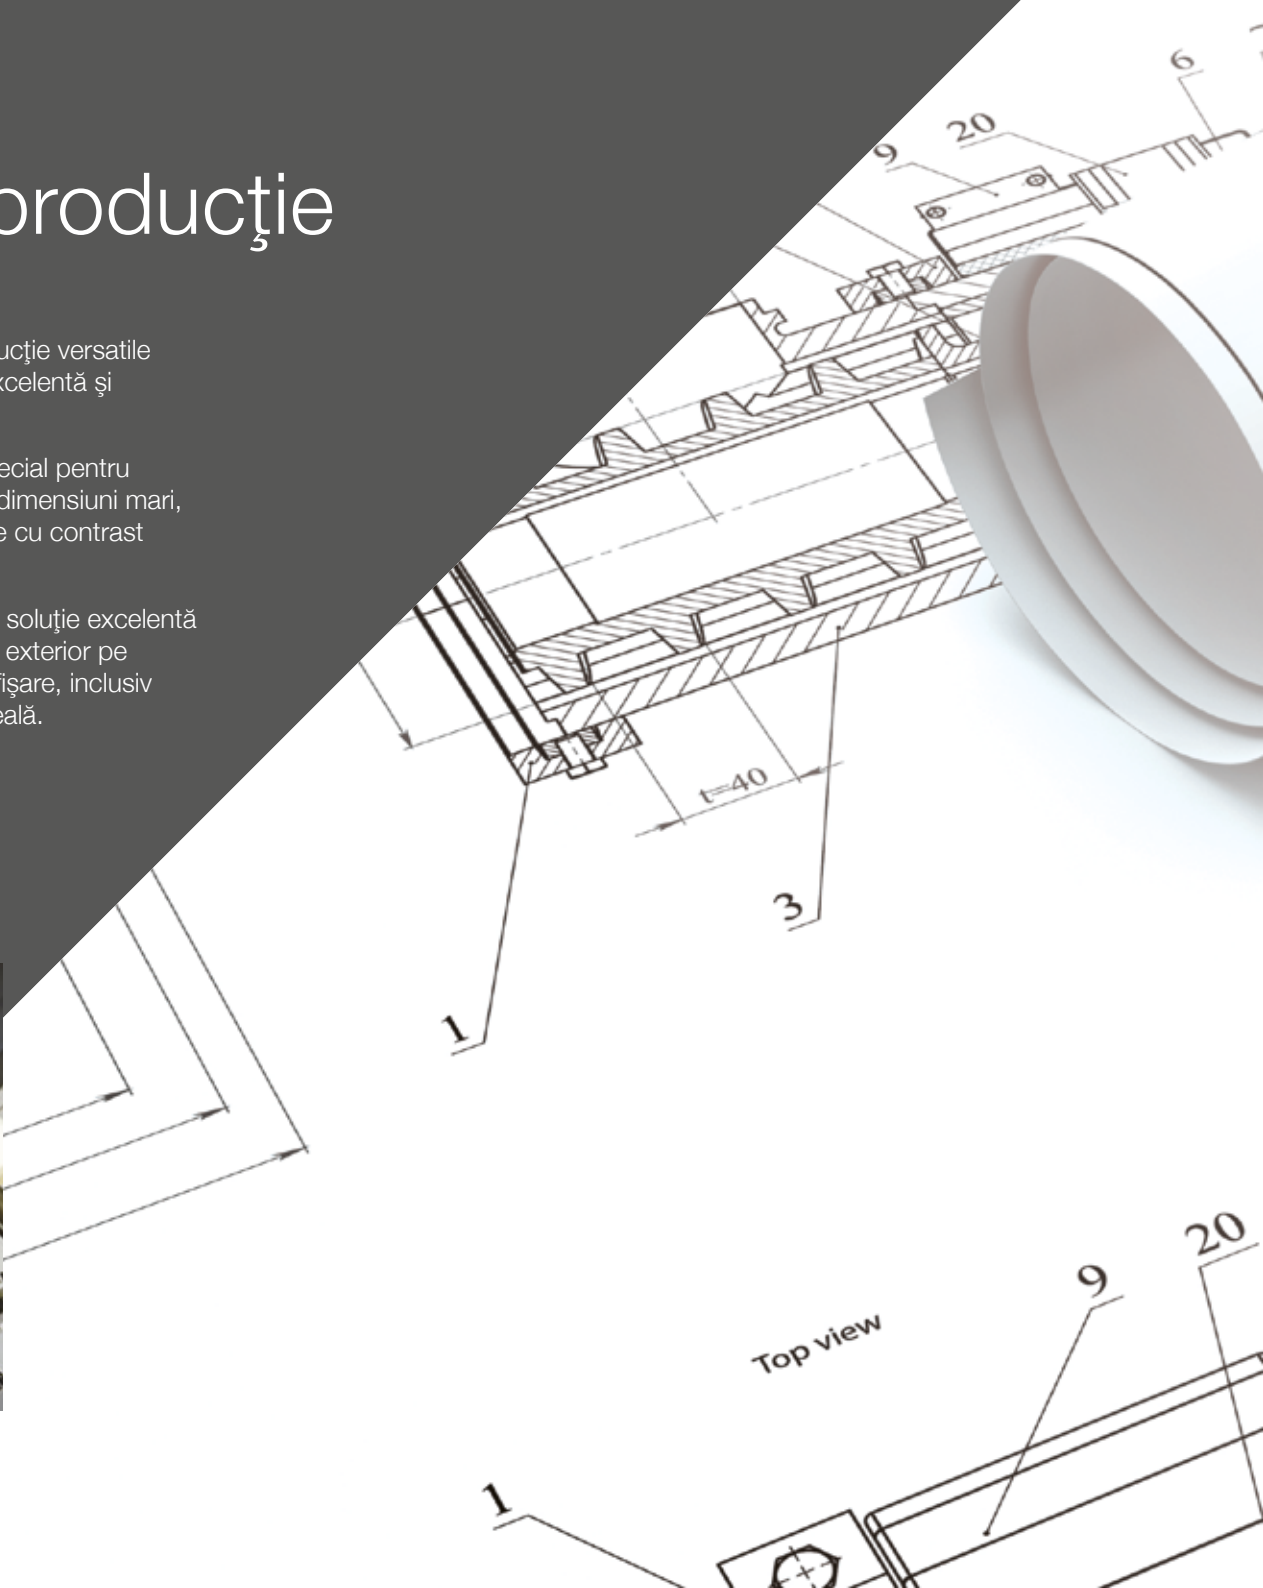 producţie
ucţie versatile
xcelentă şi
ecial pentru
dimensiuni mari,
e cu contrast
soluţie excelentă
exterior pe
fişare, inclusiv
eală.
6
20
9
t=40
3
1
20
9
Top view
1